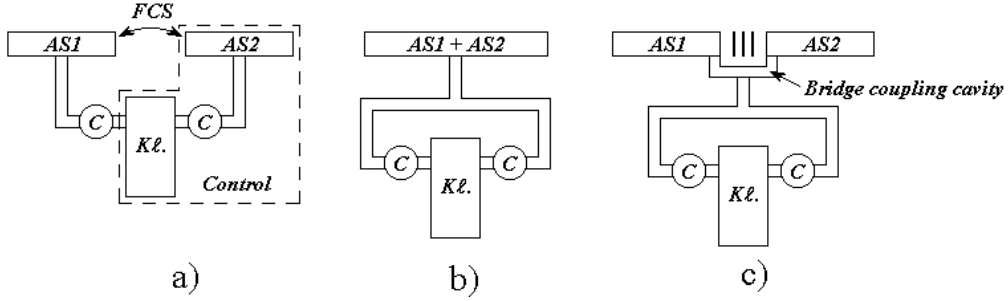 FCS
AS1
AS2
C
C
Kℓ.
Control
a)
AS1 + AS2
C
C
Kℓ.
b)
AS1
AS2
Bridge coupling cavity
C
C
Kℓ.
c)